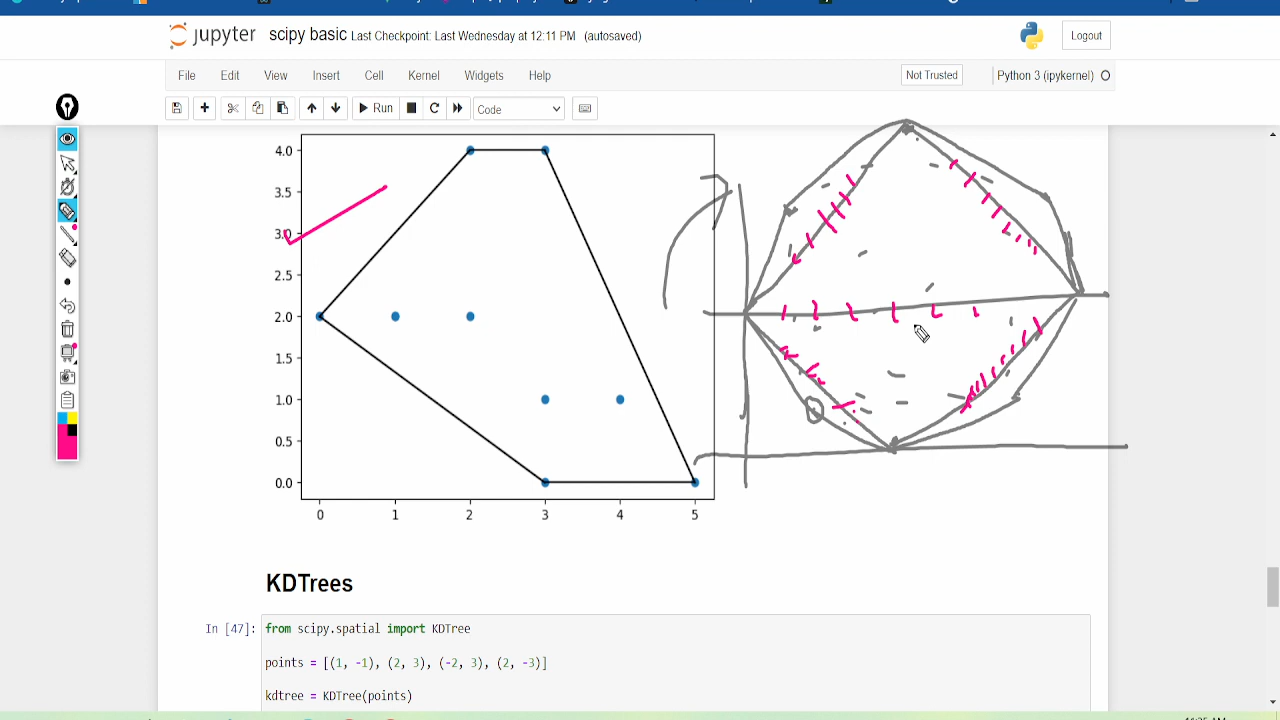 jupyter scipy basic Last Checkpoint: Last Wednesday at 12:11 PM (autosaved)
Logout
File Edit View Insert Cell Kernel Widgets Help
Not Trusted
Python 3 (ipykernel)
Run
Code
4.0
3.5
3.0
2.5
2.0
1.5
1.0
0.5
0.0
0 1 2 3 4 5
KDTrees
In [47]: from scipy.spatial import KDTree
points = [(1, -1), (2, 3), (-2, 3), (2, -3)]
kdtree = KDTree(points)